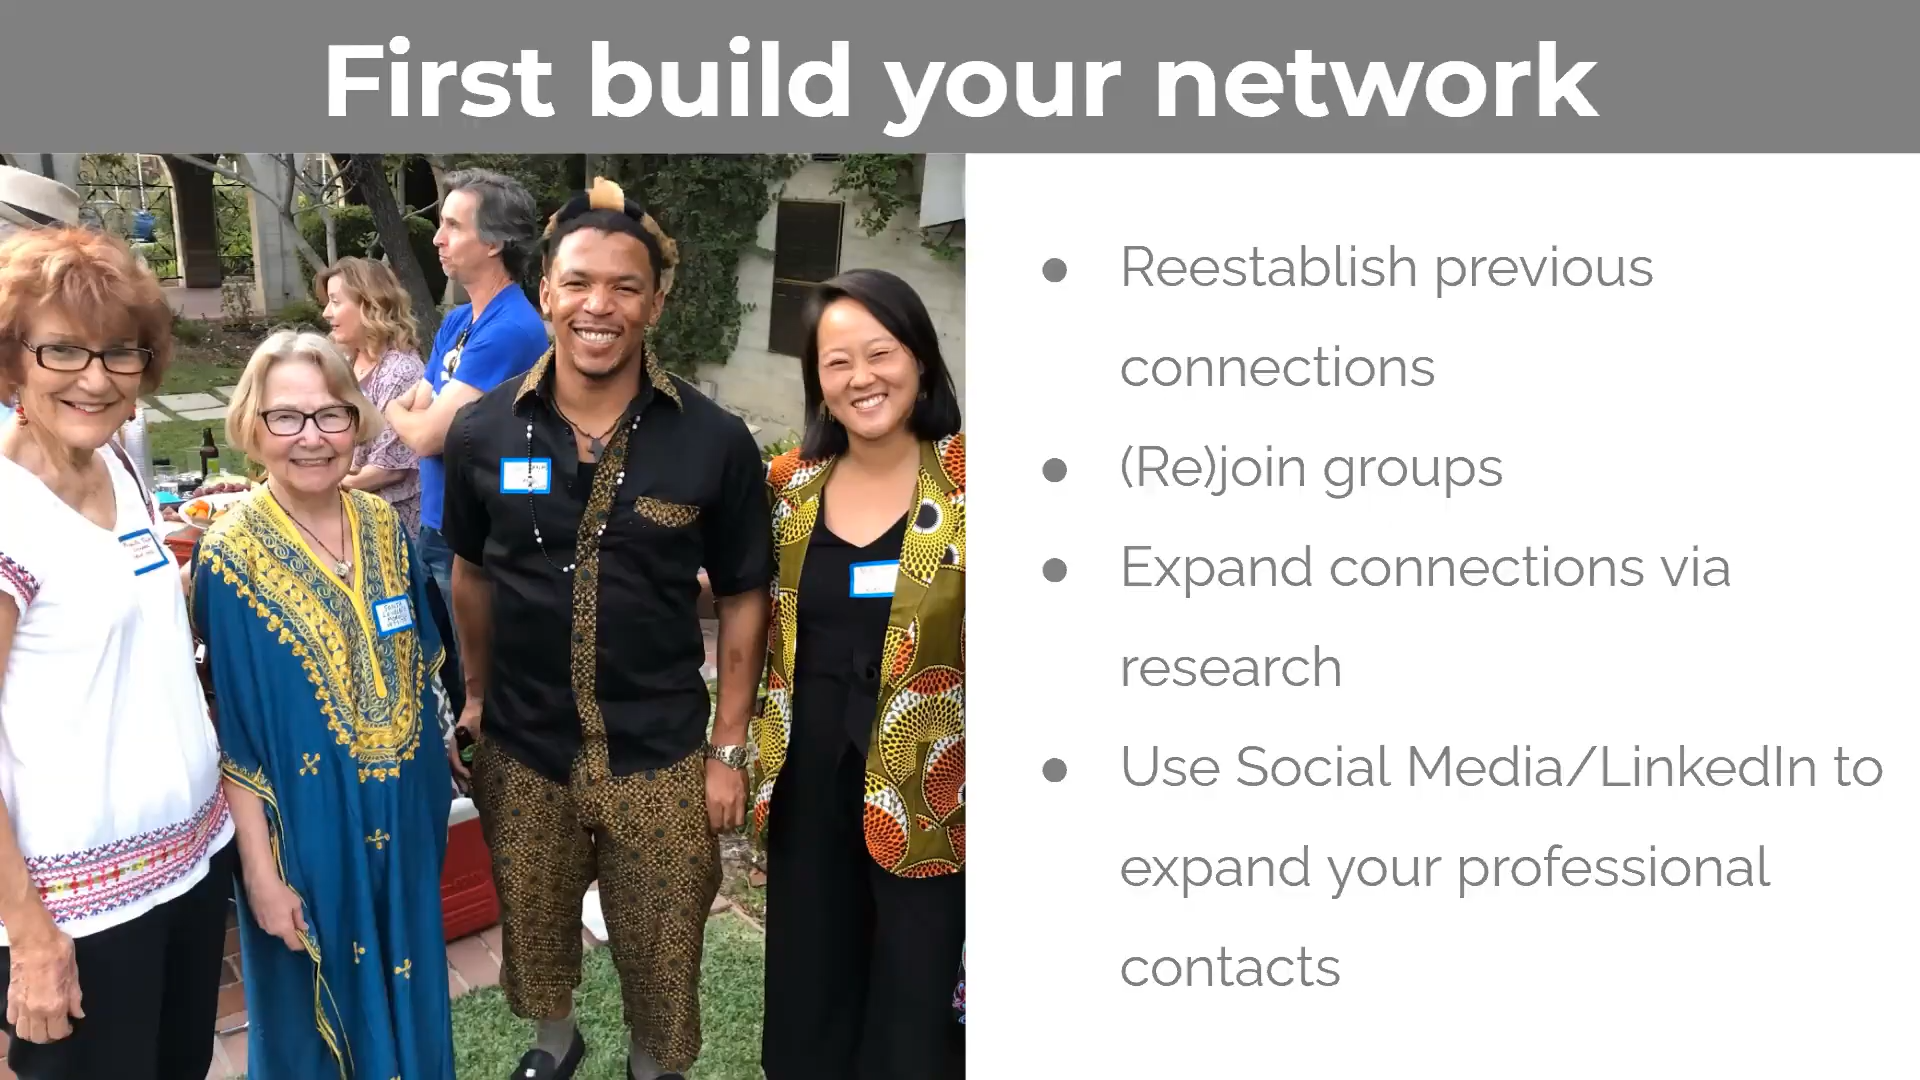 First build your network
● Reestablish previous
connections
● (Re)join groups
● Expand connections via
research
● Use Social Media/LinkedIn to
expand your professional
contacts